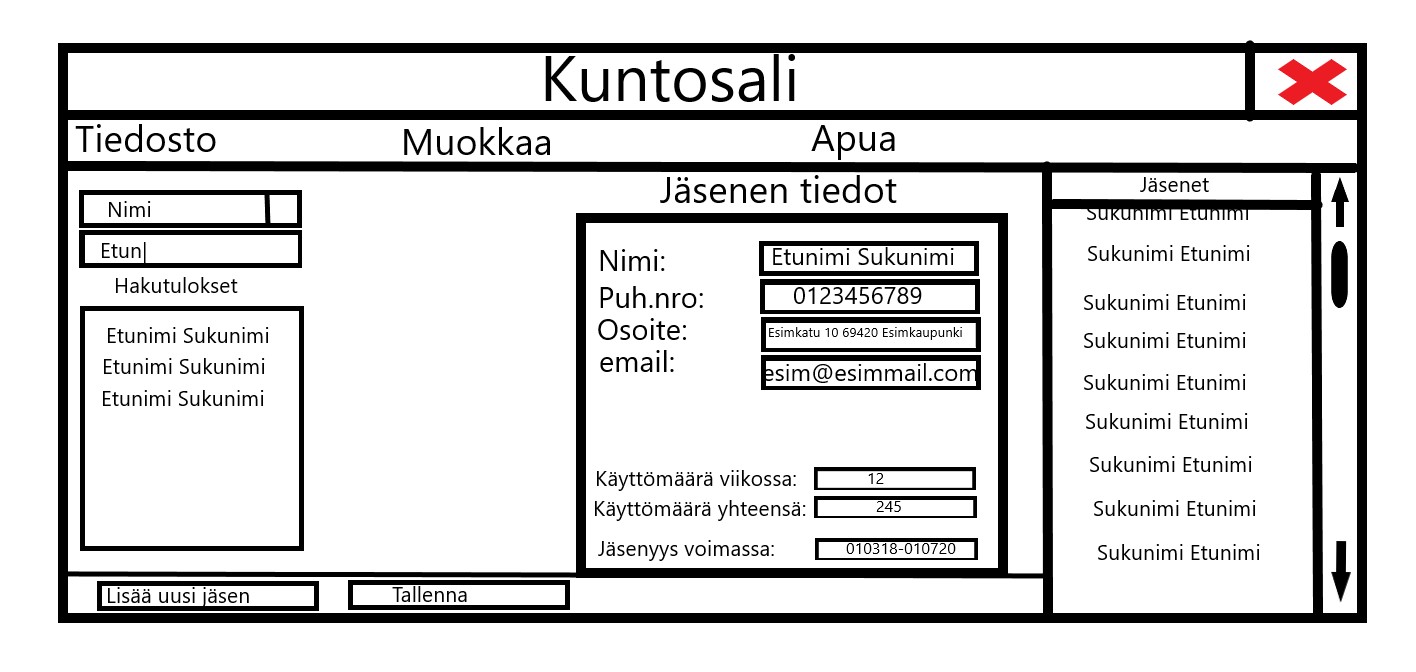 Kuntosali
Tiedosto Muokkaa Apua
Nimi
Etun
Hakutulokset
Etunimi Sukunimi
Etunimi Sukunimi
Etunimi Sukunimi
Jäsenen tiedot
Nimi: Etunimi Sukunimi
Puh.nro: 0123456789
Osoite: Esimkatu 10 69420 Esimkaupunki
email: esim@esimmail.com
Käyttömäärä viikossa: 12
Käyttömäärä yhteensä: 245
Jäsenyys voimassa: 010318-010720
Jäsenet
Sukunimi Etunimi
Sukunimi Etunimi
Sukunimi Etunimi
Sukunimi Etunimi
Sukunimi Etunimi
Sukunimi Etunimi
Sukunimi Etunimi
Sukunimi Etunimi
Sukunimi Etunimi
Lisää uusi jäsen Tallenna